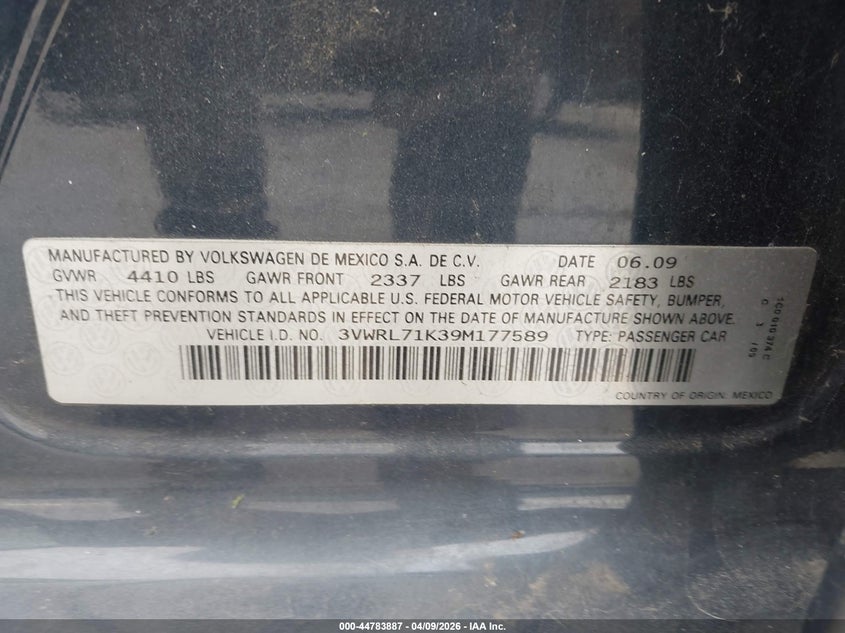 MANUFACTURED BY VOLKSWAGEN DE MEXICO S.A. DE C.V. DATE 06.09
GVWR 4410 LBS GAWR FRONT 2337 LBS GAWR REAR 2183 LBS
THIS VEHICLE CONFORMS TO ALL APPLICABLE U.S. FEDERAL MOTOR VEHICLE SAFETY, BUMPER,
AND THEFT PREVENTION STANDARDS IN EFFECT ON THE DATE OF MANUFACTURE SHOWN ABOVE.
VEHICLE I.D. NO. 3VWRL71K39M177589 TYPE: PASSENGER CAR
COUNTRY OF ORIGIN: MEXICO
1C0 010 374 C
000-44783887 - 04/09/2026 - IAA Inc.